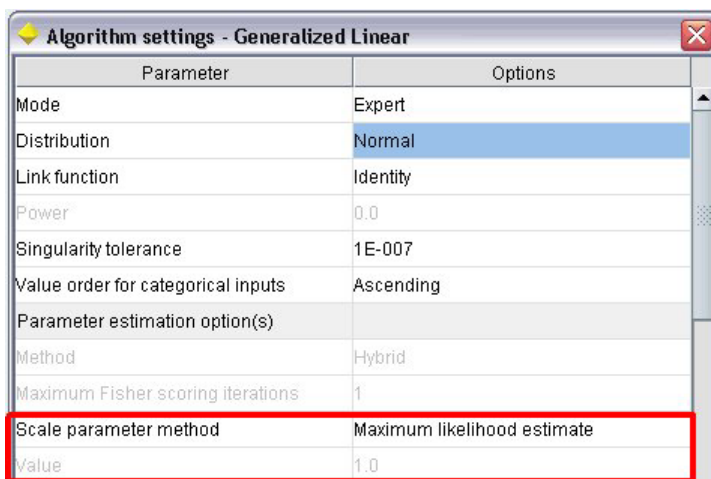 Algorithm settings - Generalized Linear
Parameter Options
Mode Expert
Distribution Normal
Link function Identity
Power 0.0
Singularity tolerance 1E-007
Value order for categorical inputs Ascending
Parameter estimation option(s)
Method Hybrid
Maximum Fisher scoring iterations 1
Scale parameter method Maximum likelihood estimate
Value 1.0